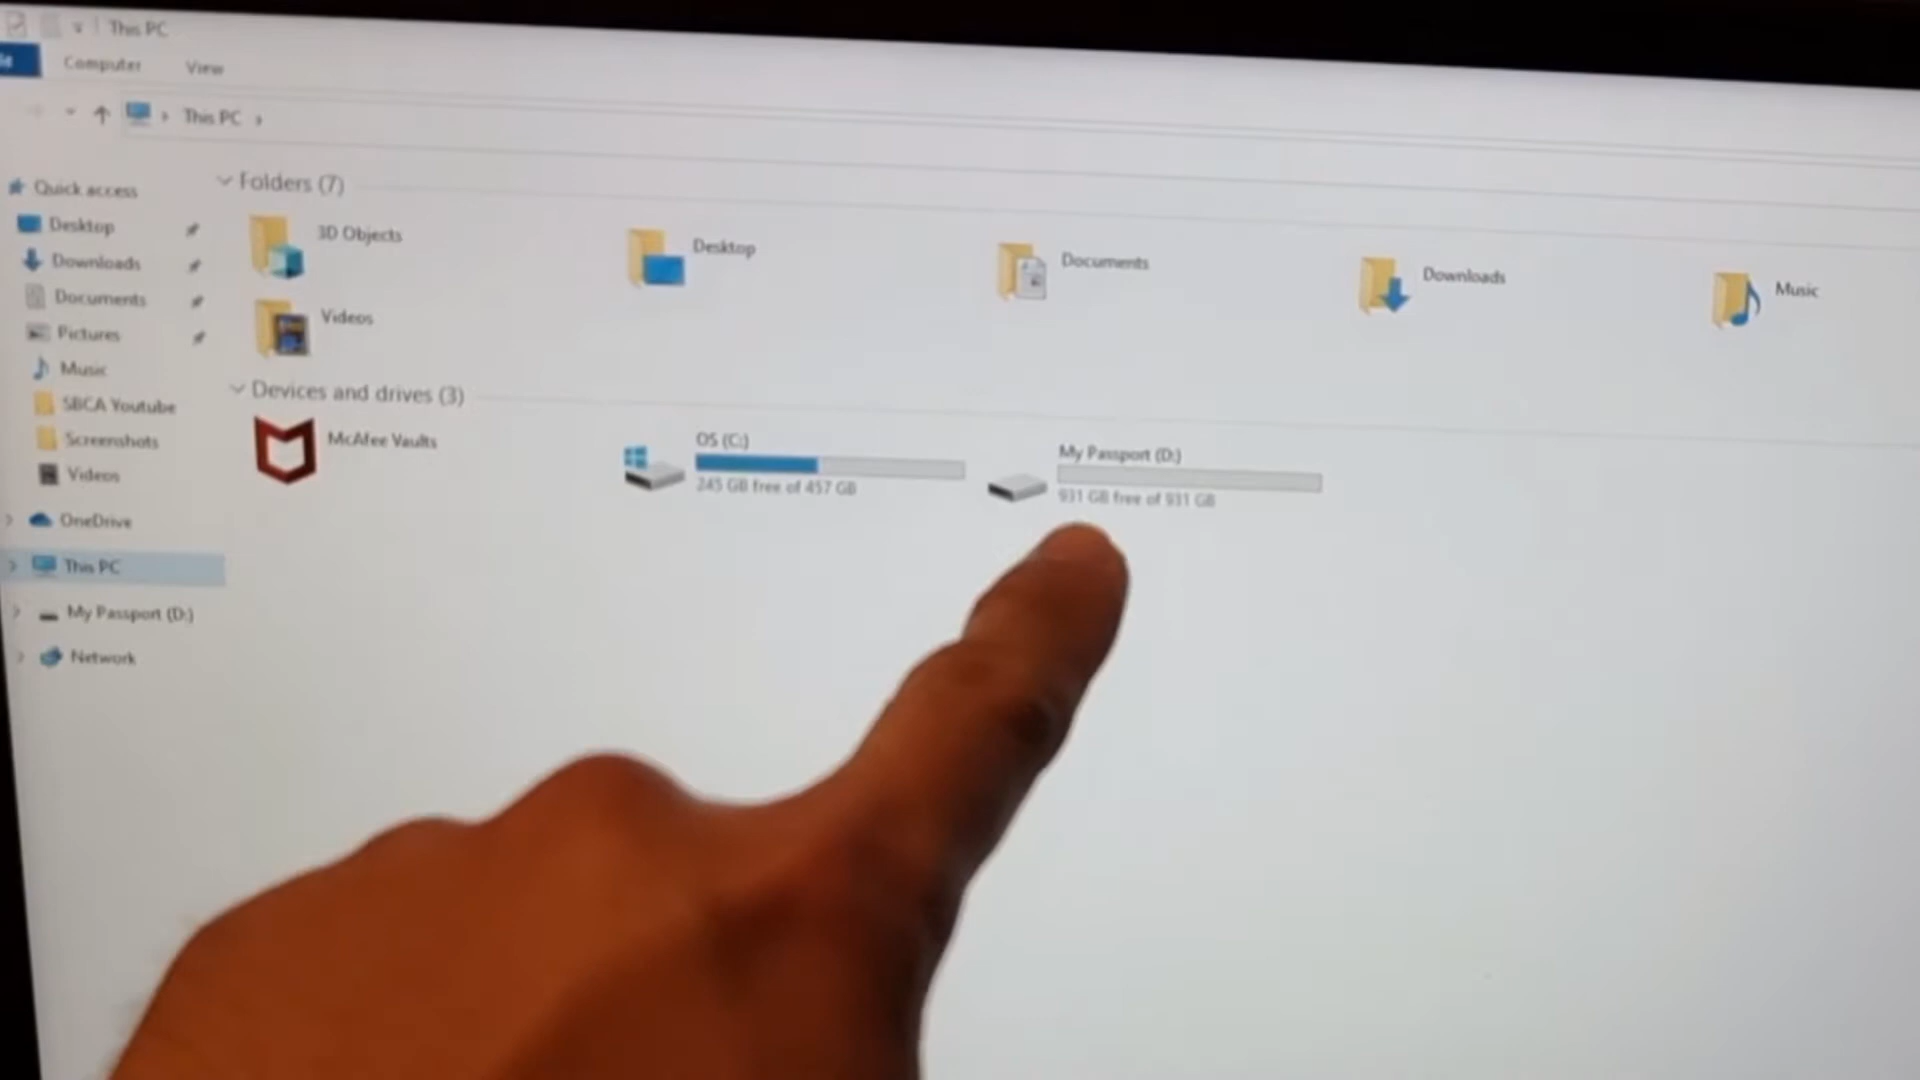 This PC
Computer
View
This PC
Quick access
Desktop
Downloads
Documents
Pictures
Music
SBCA Youtube
Screenshots
Videos
OneDrive
This PC
My Passport (D:)
Network
Folders (7)
3D Objects
Desktop
Documents
Downloads
Music
Videos
Devices and drives (3)
McAfee Vaults
OS (C:)
245 GB free of 457 GB
My Passport (D:)
931 GB free of 931 GB